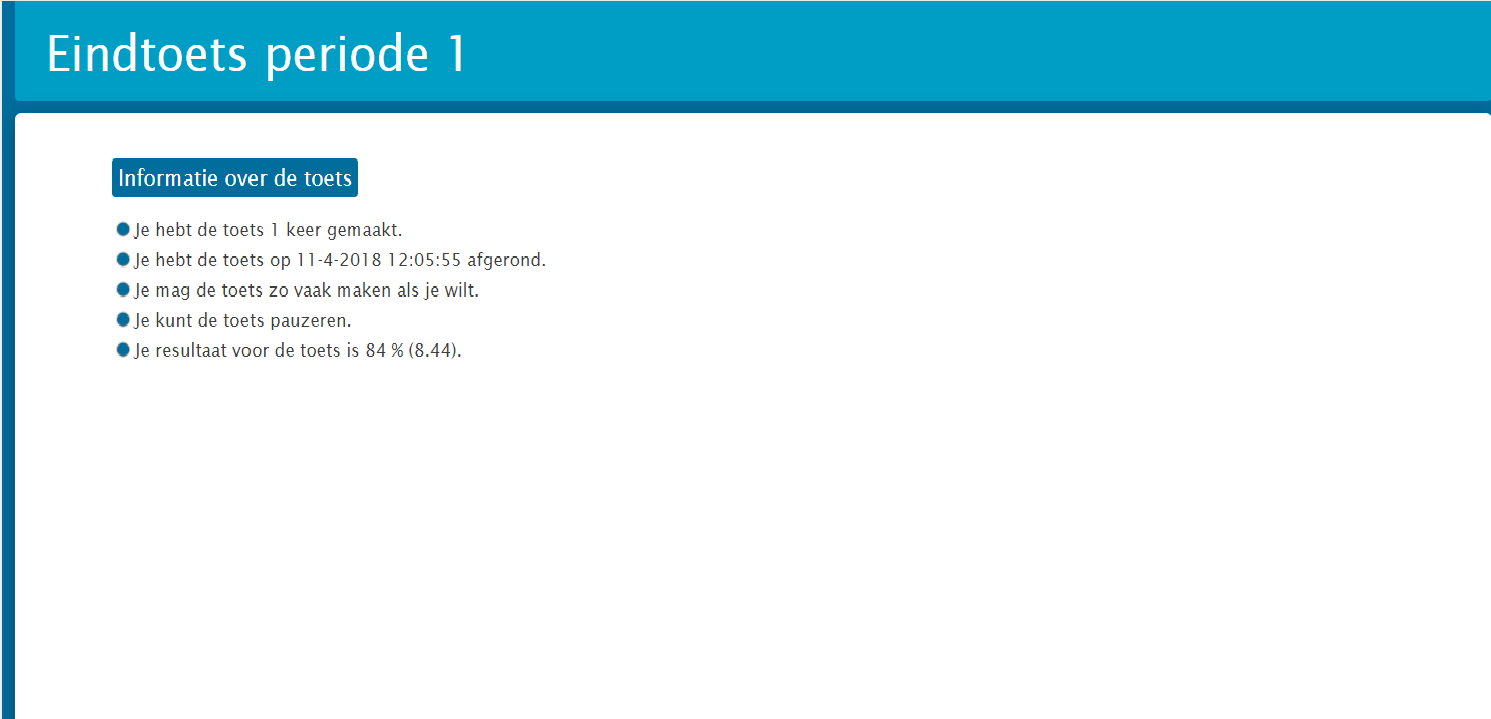 Eindtoets periode 1
Informatie over de toets
Je hebt de toets 1 keer gemaakt.
Je hebt de toets op 11-4-2018 12:05:55 afgerond.
Je mag de toets zo vaak maken als je wilt.
Je kunt de toets pauzeren.
Je resultaat voor de toets is 84 % (8.44).